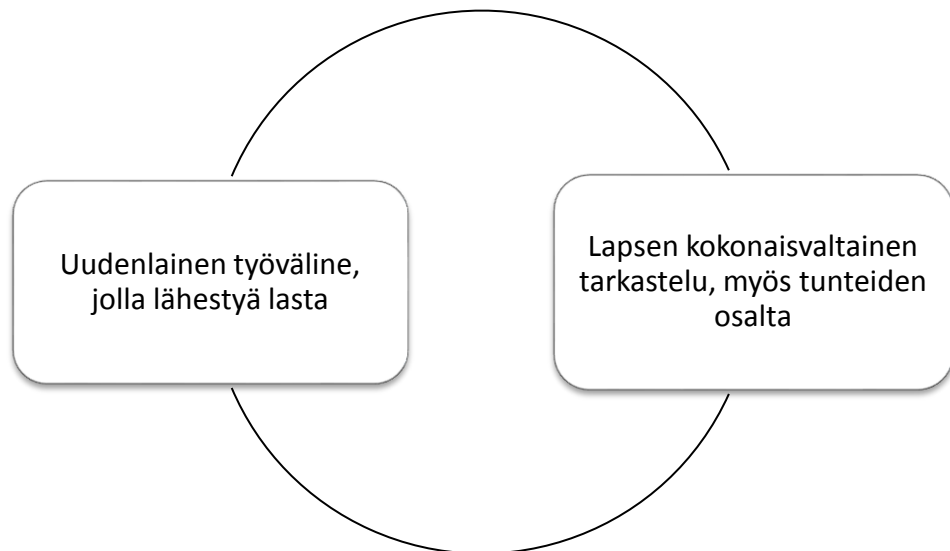 Uudenlainen työväline,
jolla lähestyä lasta
Lapsen kokonaisvaltainen
tarkastelu, myös tunteiden
osalta